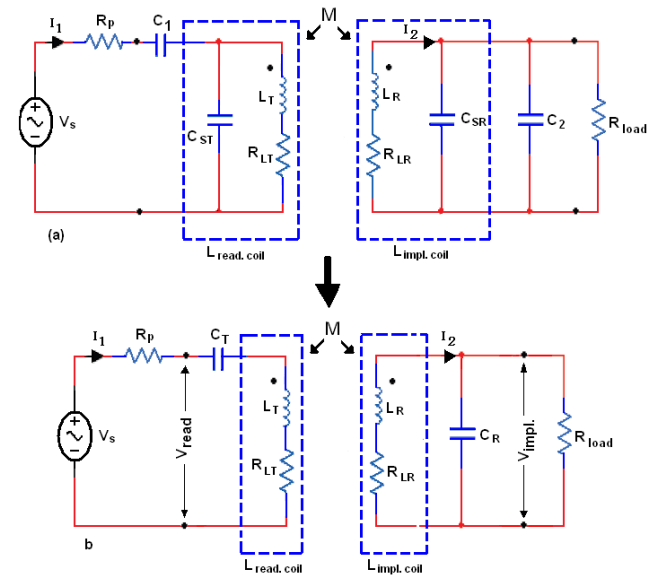 M
I1 Rp C1 I2
LT LR
Vs CST CSR C2 Rload
RLT RLR
(a)
Lread. coil Limpl. coil
M
I1 Rp CT I2
LT LR
Vs Vread CR Vimpl. Rload
RLT RLR
b
Lread. coil Limpl. coil